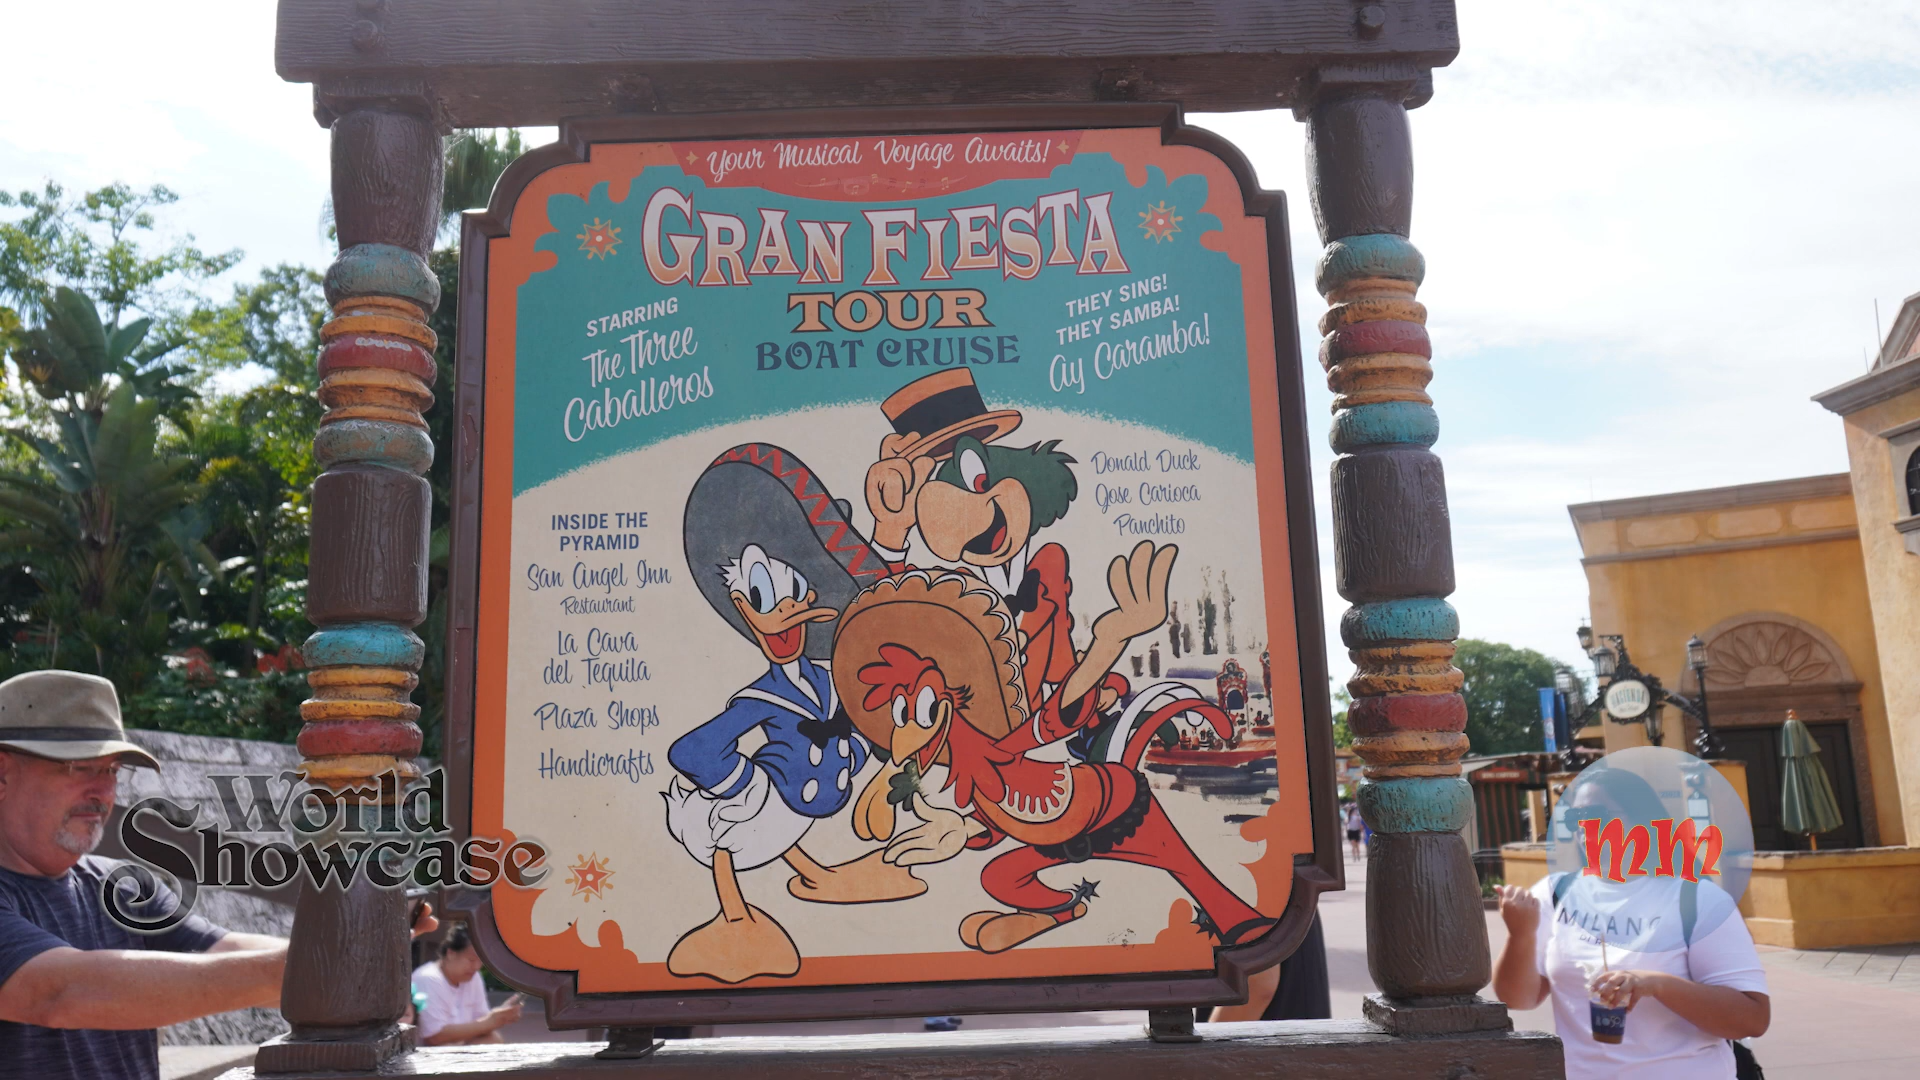 Your Musical Voyage Awaits!
GRAN FIESTA
TOUR
BOAT CRUISE
STARRING
The Three
Caballeros
THEY SING!
THEY SAMBA!
Ay Caramba!
Donald Duck
Jose Carioca
Panchito
INSIDE THE
PYRAMID
San Angel Inn
Restaurant
La Cava
del Tequila
Plaza Shops
Handicrafts
World
Showcase
mm
MILANO